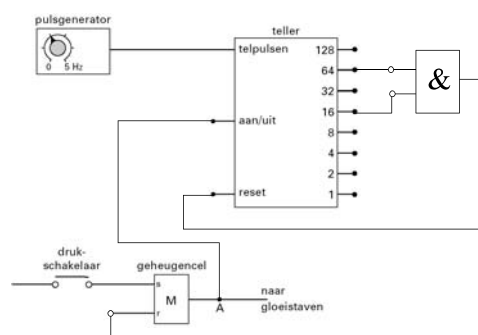 pulsgenerator
0 5 Hz
teller
telpulsen
aan/uit
reset
128
64
32
16
8
4
2
1
&
druk-
schakelaar
geheugencel
s
M
r
A
naar
gloeistaven